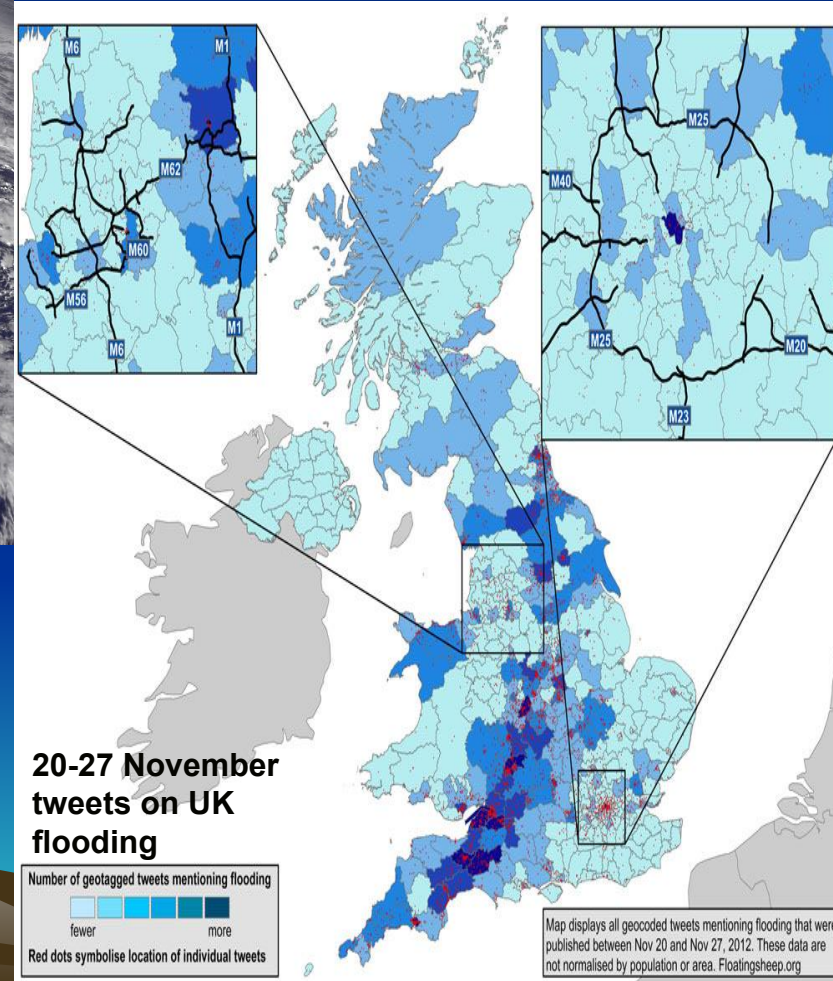 M6
M1
M62
M60
M56
M6
M1
M25
M40
M25
M20
M23
20-27 November
tweets on UK
flooding
Number of geotagged tweets mentioning flooding
fewer more
Red dots symbolise location of individual tweets
Map displays all geocoded tweets mentioning flooding that were
published between Nov 20 and Nov 27, 2012. These data are
not normalised by population or area. Floatingsheep.org